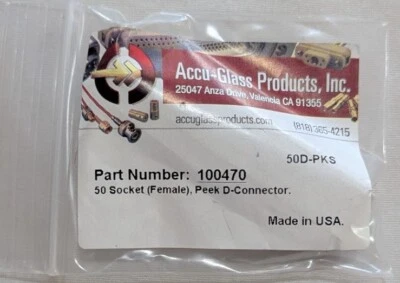 Accu-Glass Products, Inc.
25047 Anza Drive, Valencia CA 91355
accuglassproducts.com (818) 365-4215
50D-PKS
Part Number: 100470
50 Socket (Female), Peek D-Connector.
Made in USA.